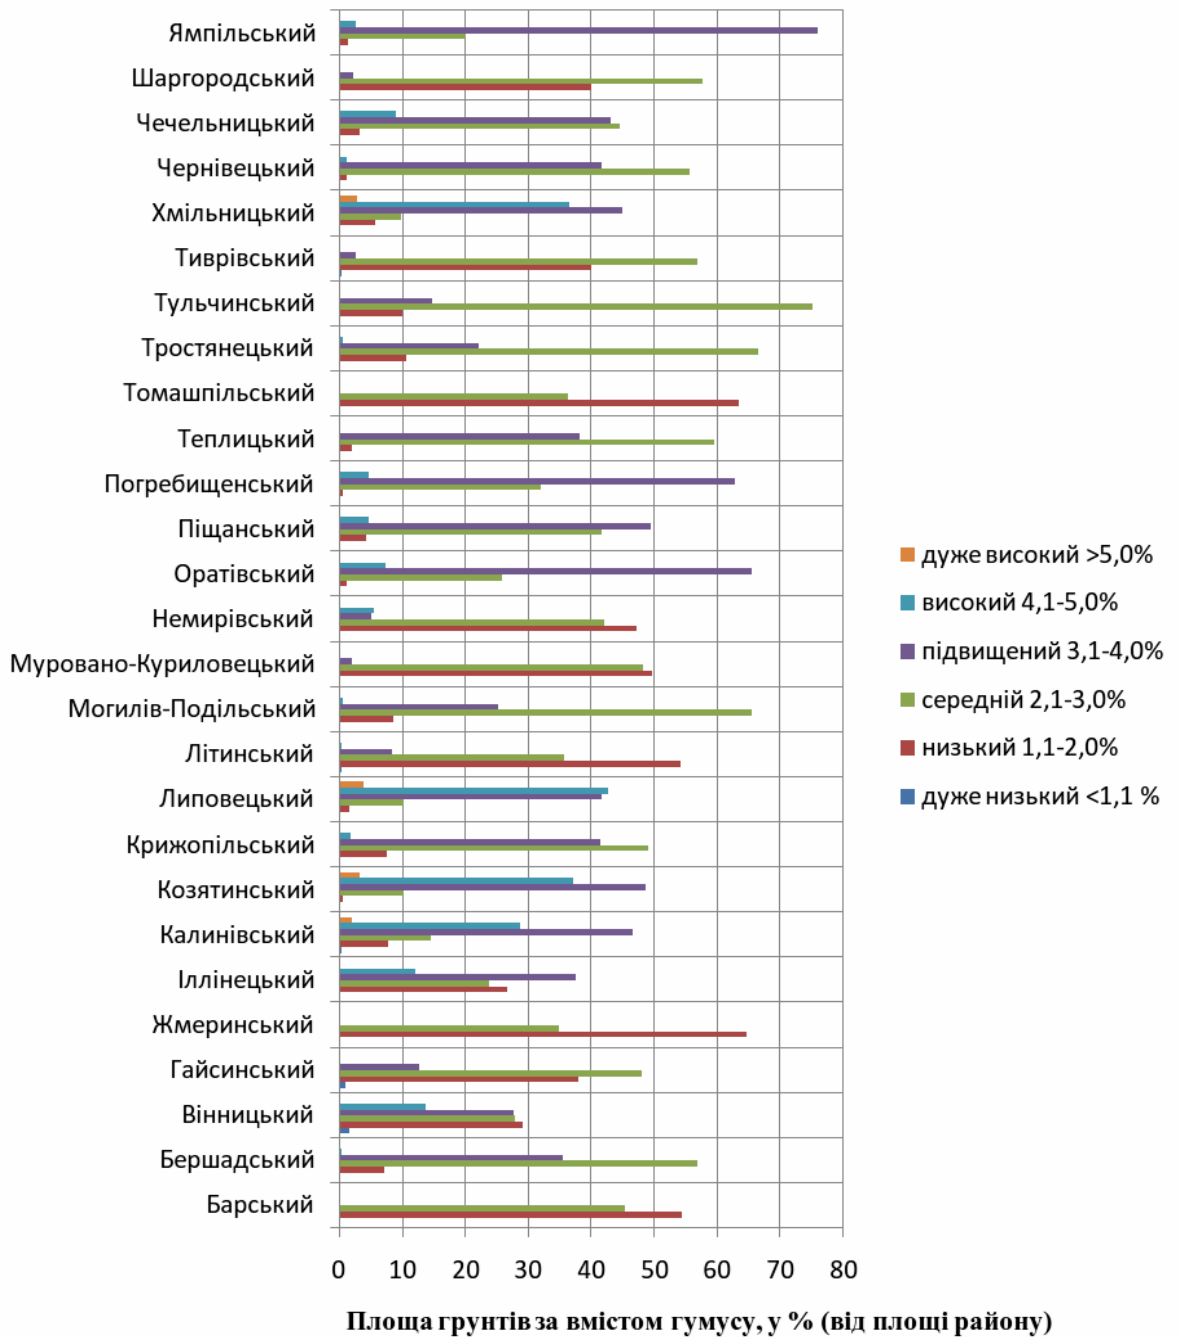 Ямпільський
Шаргородський
Чечельницький
Чернівецький
Хмільницький
Тиврівський
Тульчинський
Тростянецький
Томашпільський
Теплицький
Погребищенський
Піщанський
Оратівський
Немирівський
Муровано-Куриловецький
Могилів-Подільський
Літинський
Липовецький
Крижопільський
Козятинський
Калинівський
Іллінецький
Жмеринський
Гайсинський
Вінницький
Бершадський
Барський
0 10 20 30 40 50 60 70 80
Площа грунтів за вмістом гумусу, у % (від площі району)
дуже високий >5,0%
високий 4,1-5,0%
підвищений 3,1-4,0%
середній 2,1-3,0%
низький 1,1-2,0%
дуже низький <1,1 %